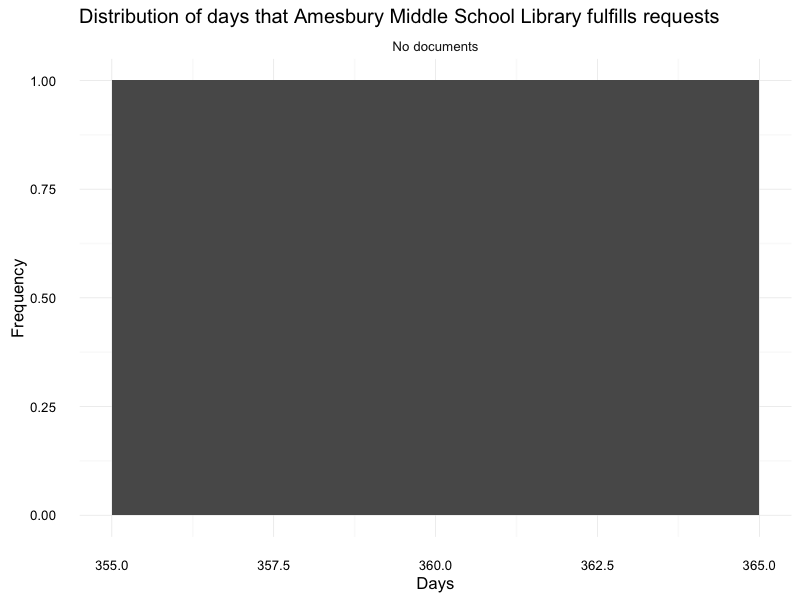 Distribution of days that Amesbury Middle School Library fulfills requests
No documents
1.00
0.75
0.50
0.25
0.00
Frequency
355.0 357.5 360.0 362.5 365.0
Days